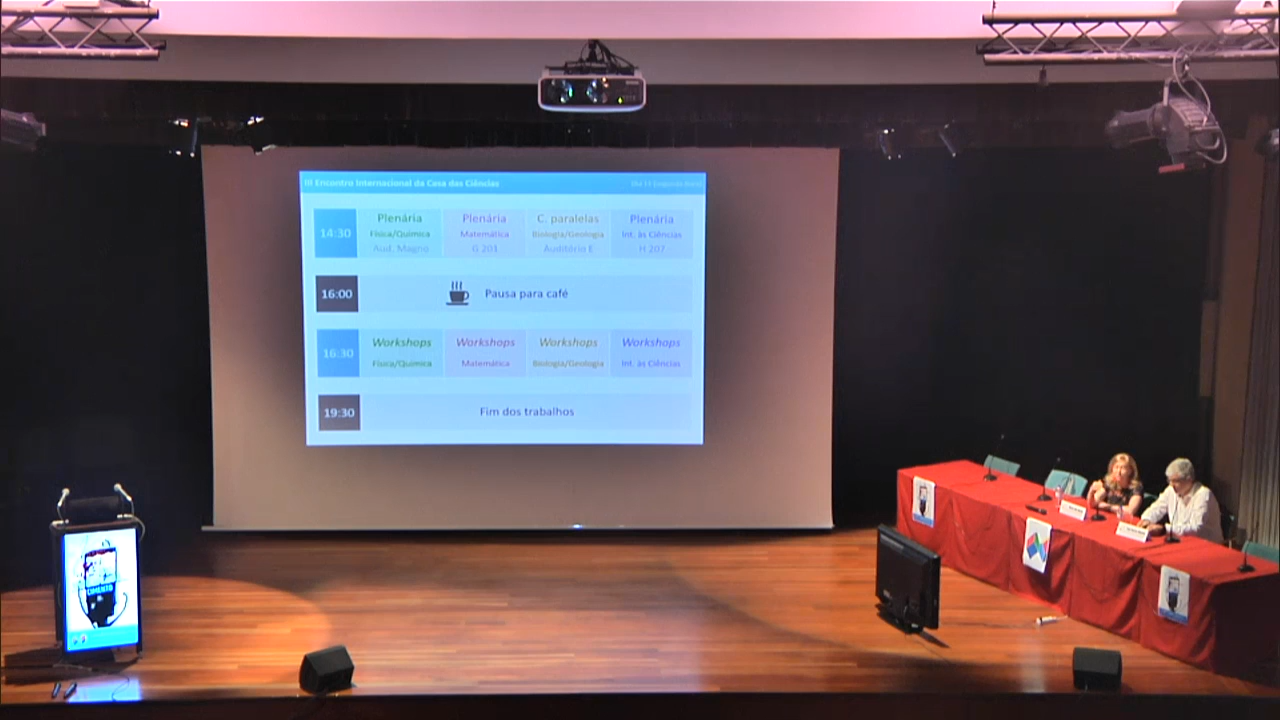 III Encontro Internacional da Casa das Ciências
14:30
Plenária
Física/Química
Aud. Magno
Plenária
Matemática
G 201
C. paralelas
Biologia/Geologia
Auditório E
Plenária
Int. às Ciências
H 207
16:00
Pausa para café
16:30
Workshops
Física/Química
Workshops
Matemática
Workshops
Biologia/Geologia
Workshops
Int. às Ciências
19:30
Fim dos trabalhos